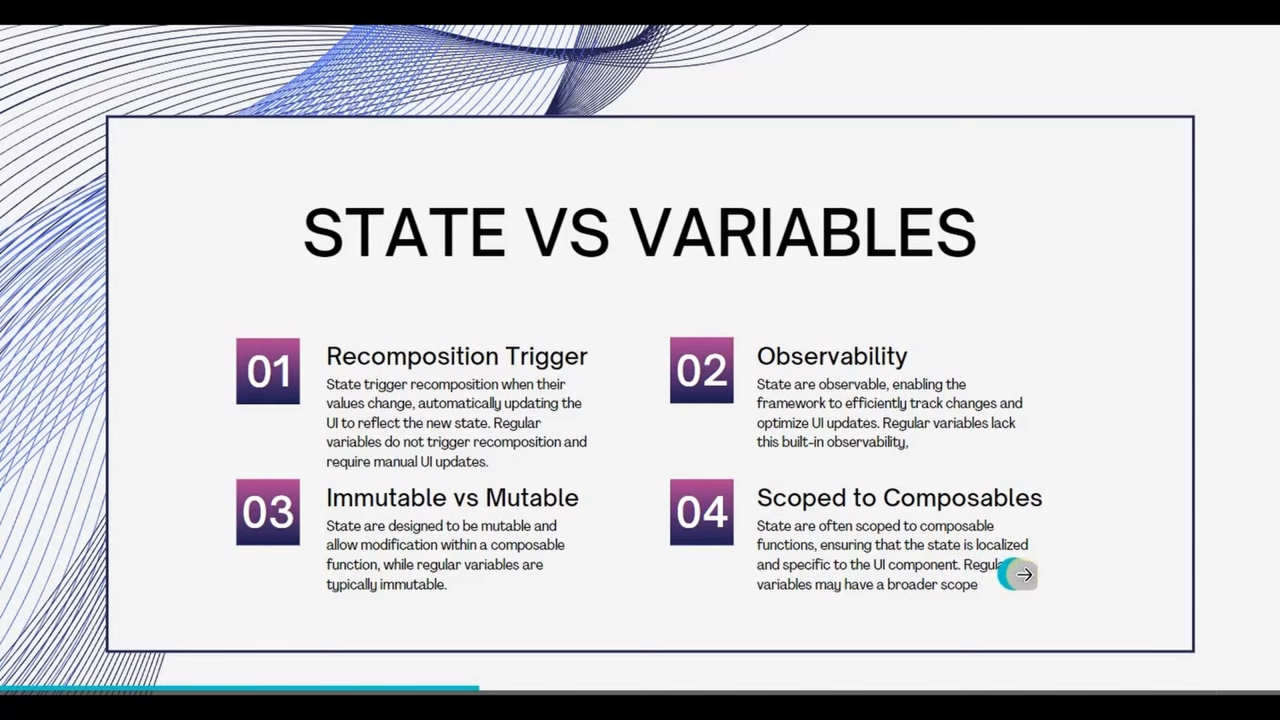 STATE VS VARIABLES
01
Recomposition Trigger
State trigger recomposition when their
values change, automatically updating the
UI to reflect the new state. Regular
variables do not trigger recomposition and
require manual UI updates.
02
Observability
State are observable, enabling the
framework to efficiently track changes and
optimize UI updates. Regular variables lack
this built-in observability,
03
Immutable vs Mutable
State are designed to be mutable and
allow modification within a composable
function, while regular variables are
typically immutable.
04
Scoped to Composables
State are often scoped to composable
functions, ensuring that the state is localized
and specific to the UI component.
variables may have a broader scope